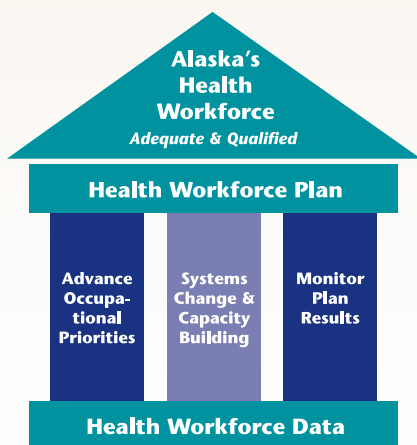 Alaska's
Health
Workforce
Adequate & Qualified
Health Workforce Plan
Advance
Occupa-
tional
Priorities
Systems
Change &
Capacity
Building
Monitor
Plan
Results
Health Workforce Data